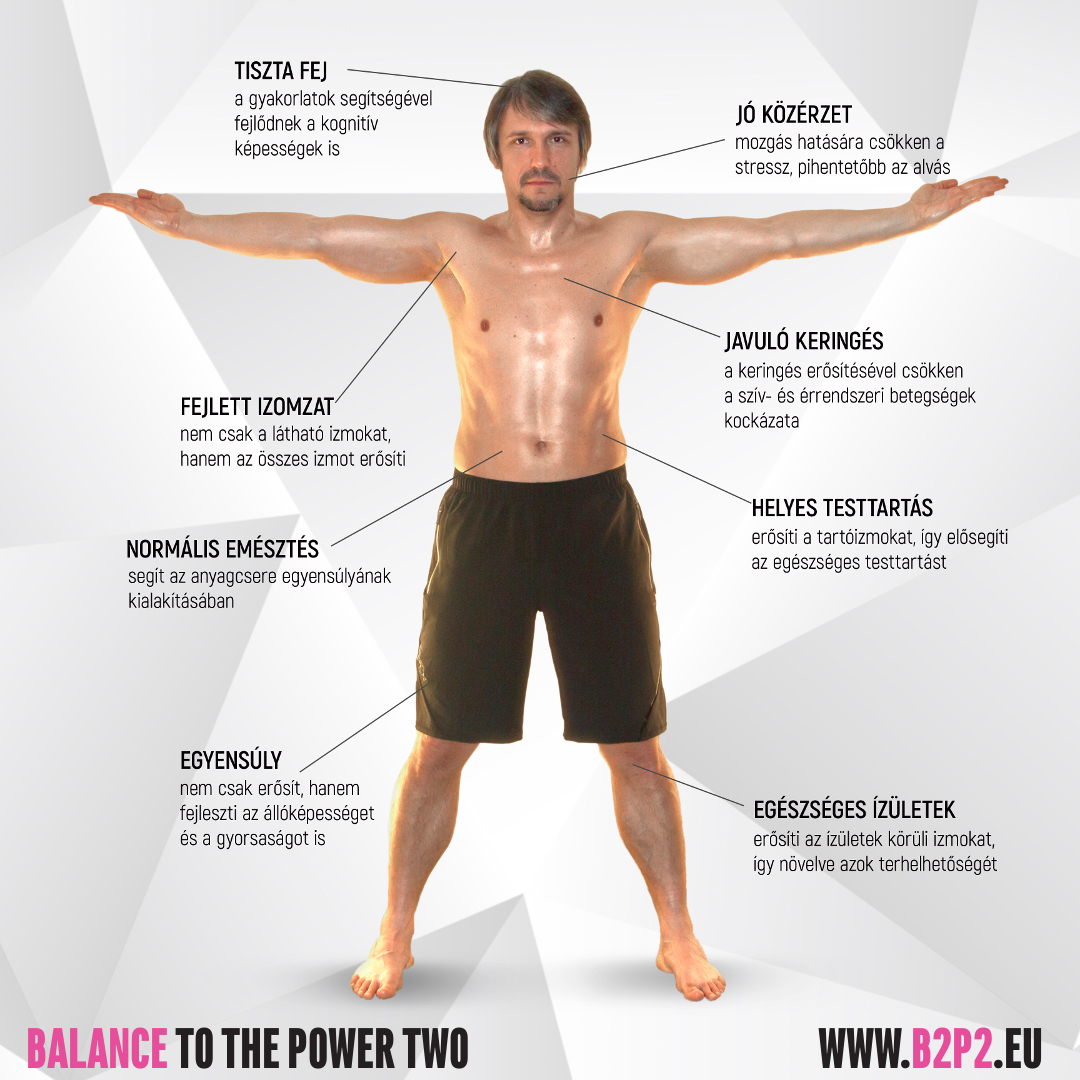 TISZTA FEJ
a gyakorlatok segítségével
fejlődnek a kognitív
képességek is
JÓ KÖZÉRZET
mozgás hatására csökken a
stressz, pihentetőbb az alvás
JAVULÓ KERINGÉS
a keringés erősítésével csökken
a szív- és érrendszeri betegségek
kockázata
FEJLETT IZOMZAT
nem csak a látható izmokat,
hanem az összes izmot erősíti
HELYES TESTTARTÁS
erősíti a tartóizmokat, így elősegíti
az egészséges testtartást
NORMÁLIS EMÉSZTÉS
segít az anyagcsere egyensúlyának
kialakításában
EGYENSÚLY
nem csak erősít, hanem
fejleszti az állóképességet
és a gyorsaságot is
EGÉSZSÉGES ÍZÜLETEK
erősíti az ízületek körüli izmokat,
így növelve azok terhelhetőségét
BALANCE TO THE POWER TWO
WWW.B2P2.EU